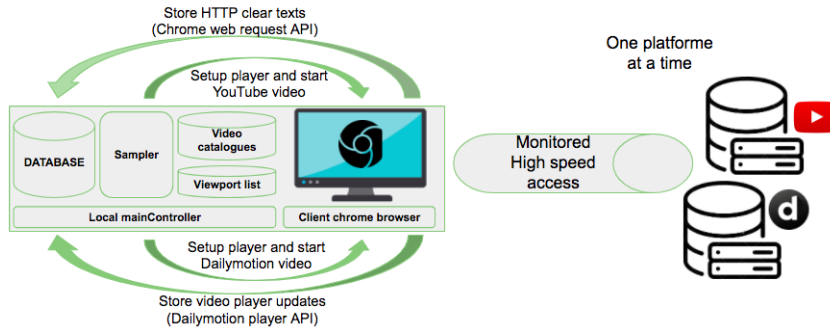 Store HTTP clear texts
(Chrome web request API)
Setup player and start
YouTube video
One platforme
at a time
DATABASE
Sampler
Video
catalogues
Viewport list
Local mainController
Client chrome browser
Monitored
High speed
access
d
Setup player and start
Dailymotion video
Store video player updates
(Dailymotion player API)